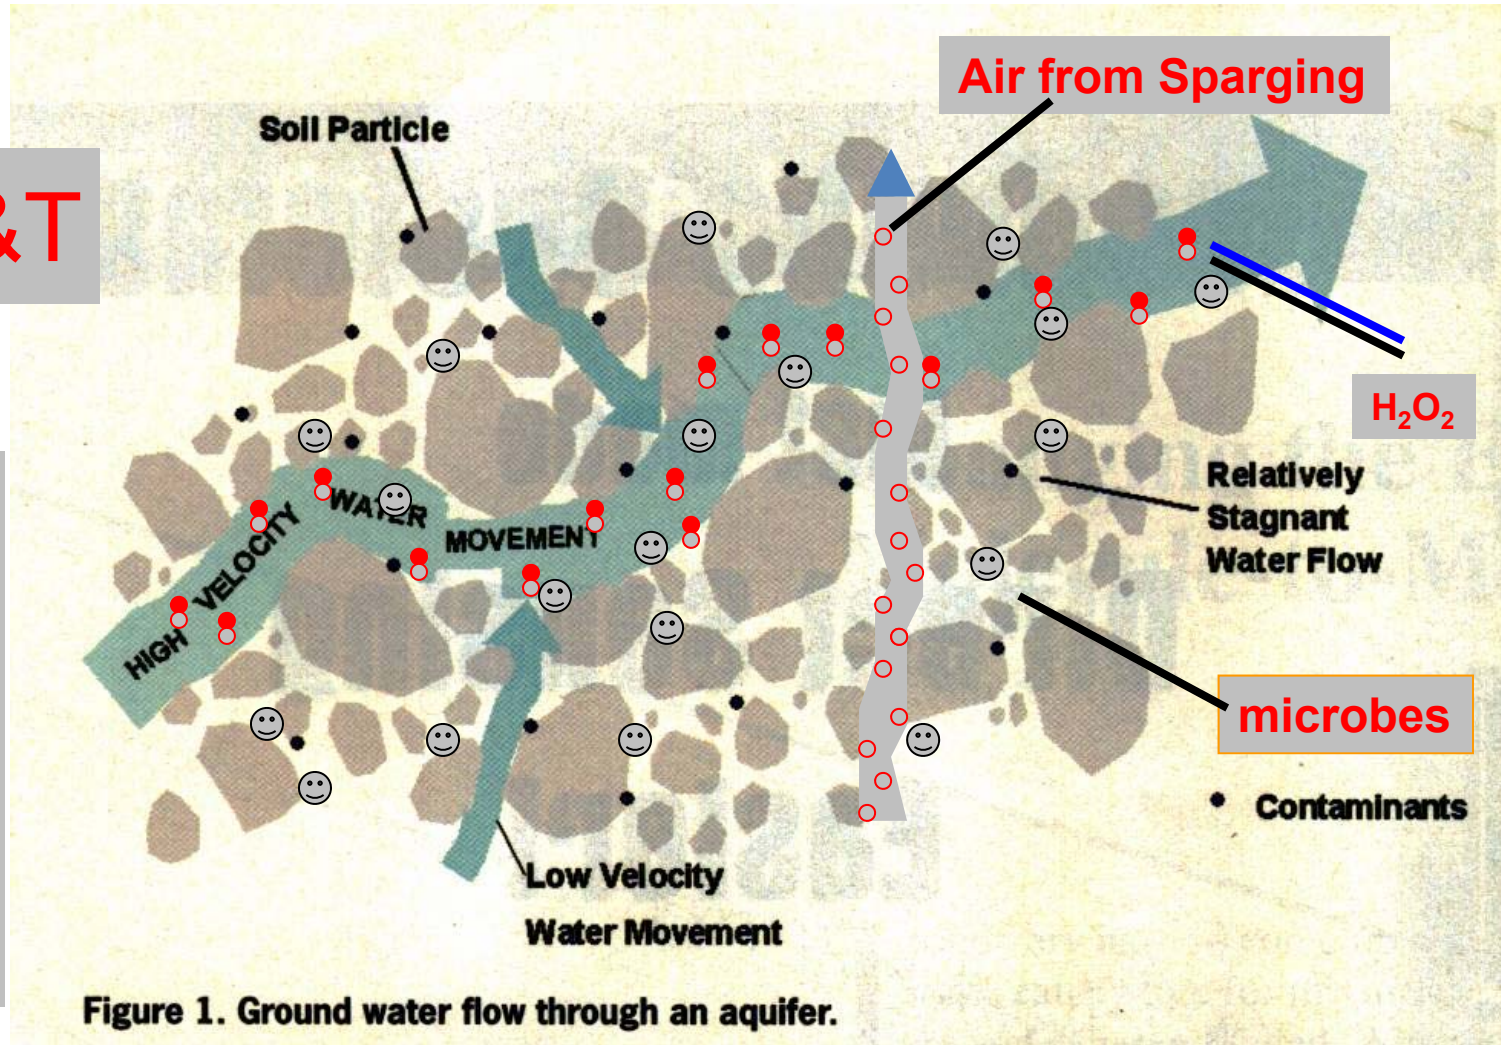 Air from Sparging
Soil Particle
&T
H₂O₂
Relatively
Stagnant
Water Flow
HIGH VELOCITY WATER MOVEMENT
microbes
Contaminants
Low Velocity
Water Movement
Figure 1. Ground water flow through an aquifer.